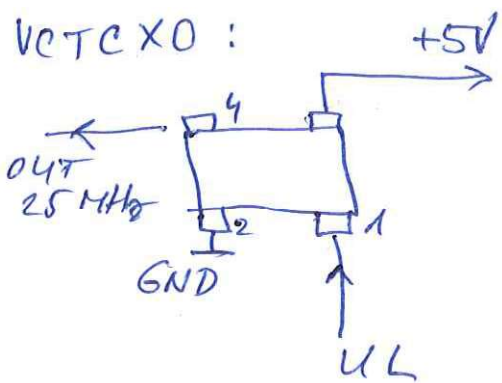 VCTCXO :
+5V
4
OUT
25 MHz
2
1
GND
UL